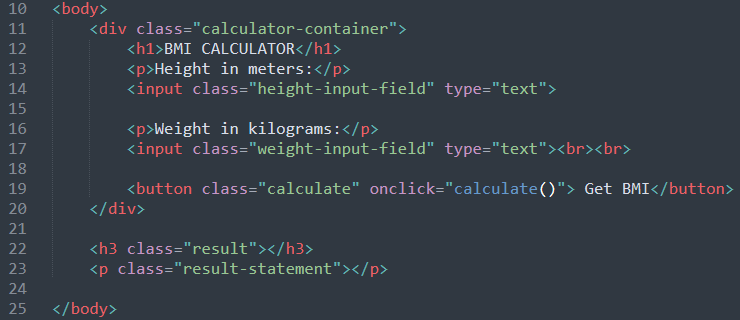 10 <body>
11 <div class="calculator-container">
12 <h1>BMI CALCULATOR</h1>
13 <p>Height in meters:</p>
14 <input class="height-input-field" type="text">
15
16 <p>Weight in kilograms:</p>
17 <input class="weight-input-field" type="text"><br><br>
18
19 <button class="calculate" onclick="calculate()"> Get BMI</button>
20 </div>
21
22 <h3 class="result"></h3>
23 <p class="result-statement"></p>
24
25 </body>